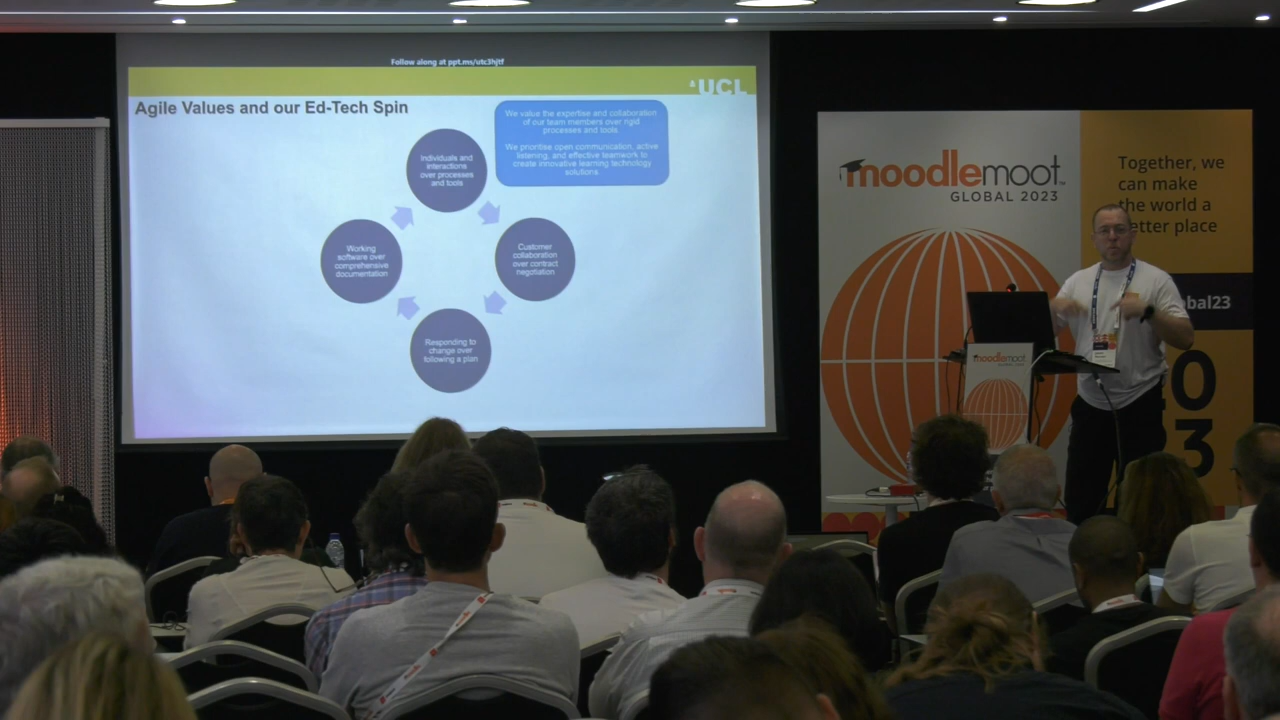 Follow along at ppt.ms/utc3hjtf
UCL
Agile Values and our Ed-Tech Spin
We value the expertise and collaboration
of our team members over rigid
processes and tools
We prioritise open communication, active
listening, and effective teamwork to
create innovative learning technology
solutions.
Individuals and
interactions
over processes
and tools
Customer
collaboration
over contract
negotiation
Responding to
change over
following a plan
Working
software over
comprehensive
documentation
moodlemoot
GLOBAL 2023
Together, we
can make
the world a
etter place
obal23
0
3
moodlemoot